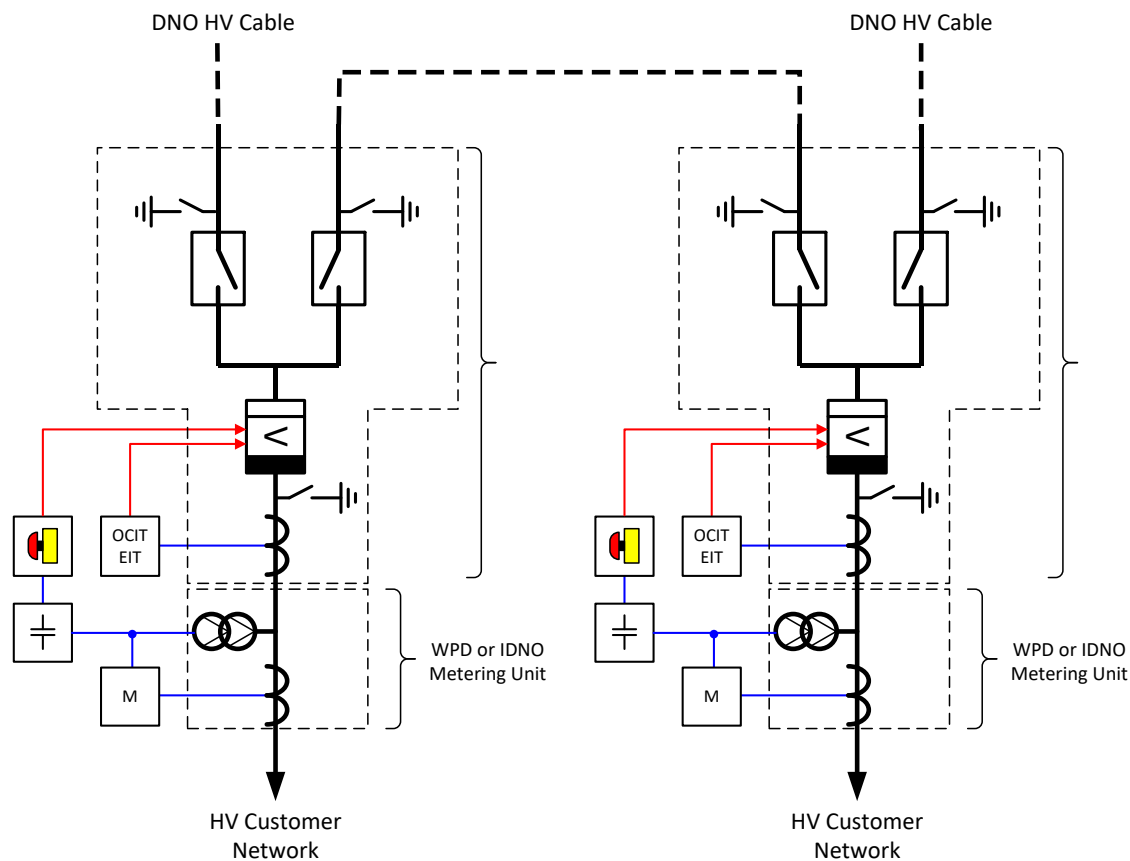 DNO HV Cable
DNO HV Cable
<
<
OCIT
EIT
OCIT
EIT
WPD or IDNO
Metering Unit
WPD or IDNO
Metering Unit
M
M
HV Customer
Network
HV Customer
Network